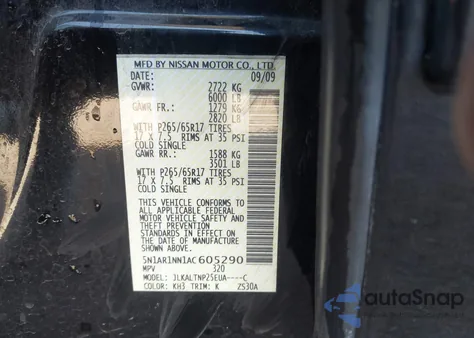 MFD BY NISSAN MOTOR CO., LTD.
DATE: 09/09
GVWR: 2722 KG
6000 LB
GAWR FR.: 1279 KG
2820 LB
WITH P265/65R17 TIRES
17 X 7.5 RIMS AT 35 PSI
COLD SINGLE
GAWR RR.: 1588 KG
3501 LB
WITH P265/65R17 TIRES
17 X 7.5 RIMS AT 35 PSI
COLD SINGLE
THIS VEHICLE CONFORMS TO
ALL APPLICABLE FEDERAL
MOTOR VEHICLE SAFETY AND
THEFT PREVENTION STANDARDS
IN EFFECT ON THE DATE OF
MANUFACTURE SHOWN ABOVE.
5N1AR1NN1AC605290
MPV 320
MODEL: JLKALTNP25EUA----C
COLOR: KH3 TRIM: K ZS30A
autoSnap